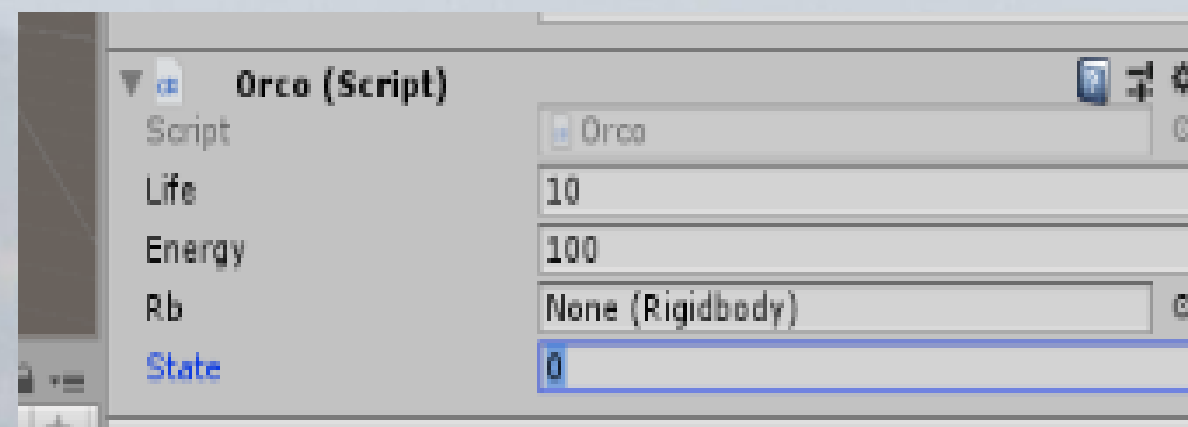 Orco (Script)
Script Orco
Life 10
Energy 100
Rb None (Rigidbody)
State 0